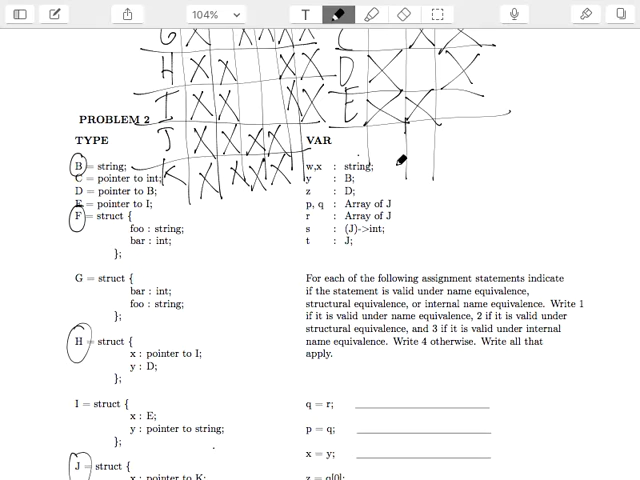 104%
T
G X X X X X C X X
H X X X X D X X
I X X X X E X X
PROBLEM 2
J X X X X
TYPE VAR
K X X X X
B = string; w,x : string;
C = pointer to int; y : B;
D = pointer to B; z : D;
E = pointer to I; p, q : Array of J
F = struct { r : Array of J
foo : string; s : (J)->int;
bar : int; t : J;
};
G = struct { For each of the following assignment statements indicate
bar : int; if the statement is valid under name equivalence,
foo : string; structural equivalence, or internal name equivalence. Write 1
}; if it is valid under name equivalence, 2 if it is valid under
structural equivalence, and 3 if it is valid under internal
H = struct { name equivalence. Write 4 otherwise. Write all that
x : pointer to I; apply.
y : D;
};
I = struct { q = r;
x : E;
y : pointer to string; p = q;
};
x = y;
J = struct {
x : pointer to K; z = q[0];